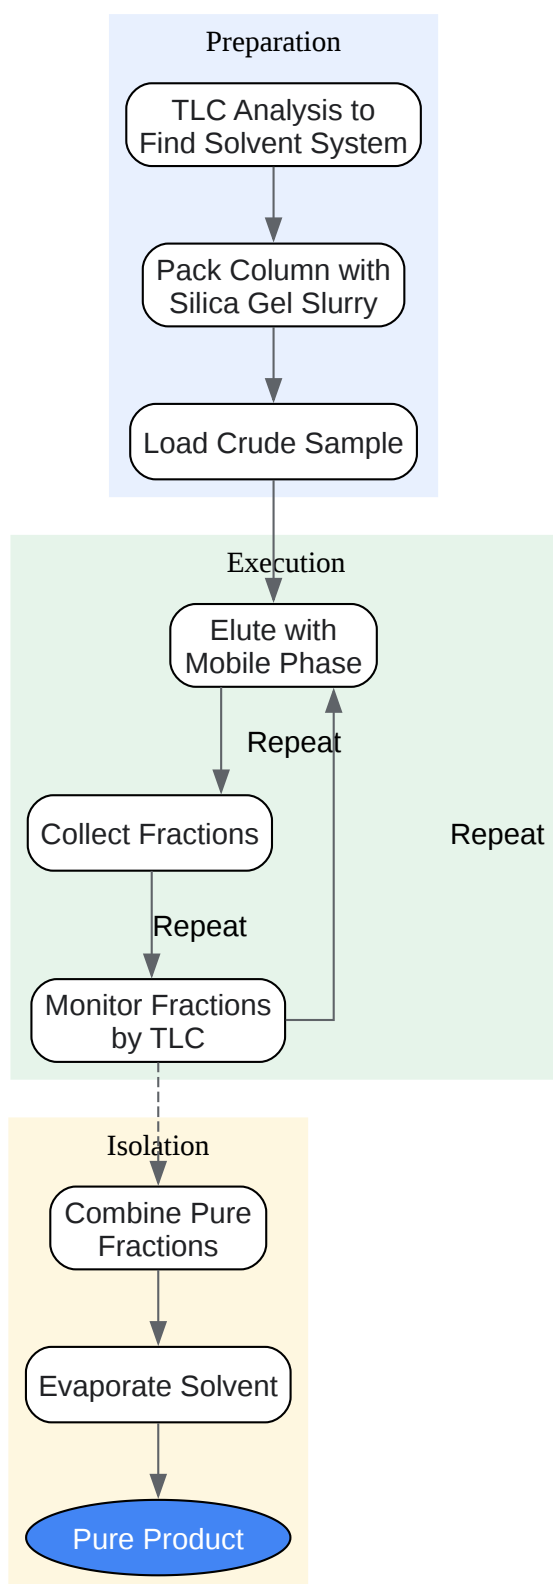 Preparation
TLC Analysis to
Find Solvent System
Pack Column with
Silica Gel Slurry
Load Crude Sample
Execution
Elute with
Mobile Phase
Repeat
Collect Fractions
Repeat
Repeat
Monitor Fractions
by TLC
Isolation
Combine Pure
Fractions
Evaporate Solvent
Pure Product